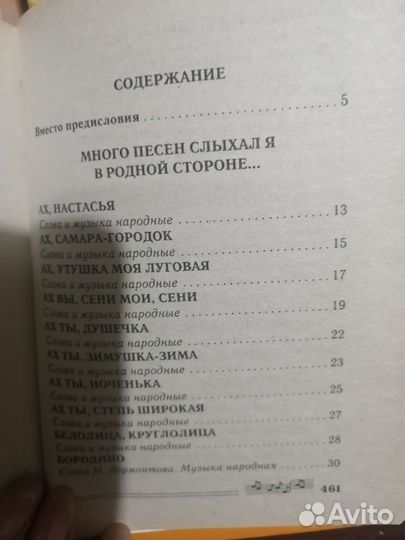 СОДЕРЖАНИЕ
Вместо предисловия 5
МНОГО ПЕСЕН СЛЫХАЛ Я
В РОДНОЙ СТОРОНЕ...
АХ, НАСТАСЬЯ
Слова и музыка народные 13
АХ, САМАРА-ГОРОДОК
Слова и музыка народные 15
АХ, УТУШКА МОЯ ЛУГОВАЯ
Слова и музыка народные 17
АХ ВЫ, СЕНИ МОИ, СЕНИ
Слова и музыка народные 19
АХ ТЫ, ДУШЕЧКА
Слова и музыка народные 22
АХ ТЫ, ЗИМУШКА-ЗИМА
Слова и музыка народные 23
АХ ТЫ, НОЧЕНЬКА
Слова и музыка народные 25
АХ ТЫ, СТЕПЬ ШИРОКАЯ
Слова и музыка народные 27
БЕЛОЛИЦА, КРУГЛОЛИЦА
Слова и музыка народные 28
БОРОДИНО
Слова М. Лермонтова. Музыка народная 30
461
Avito